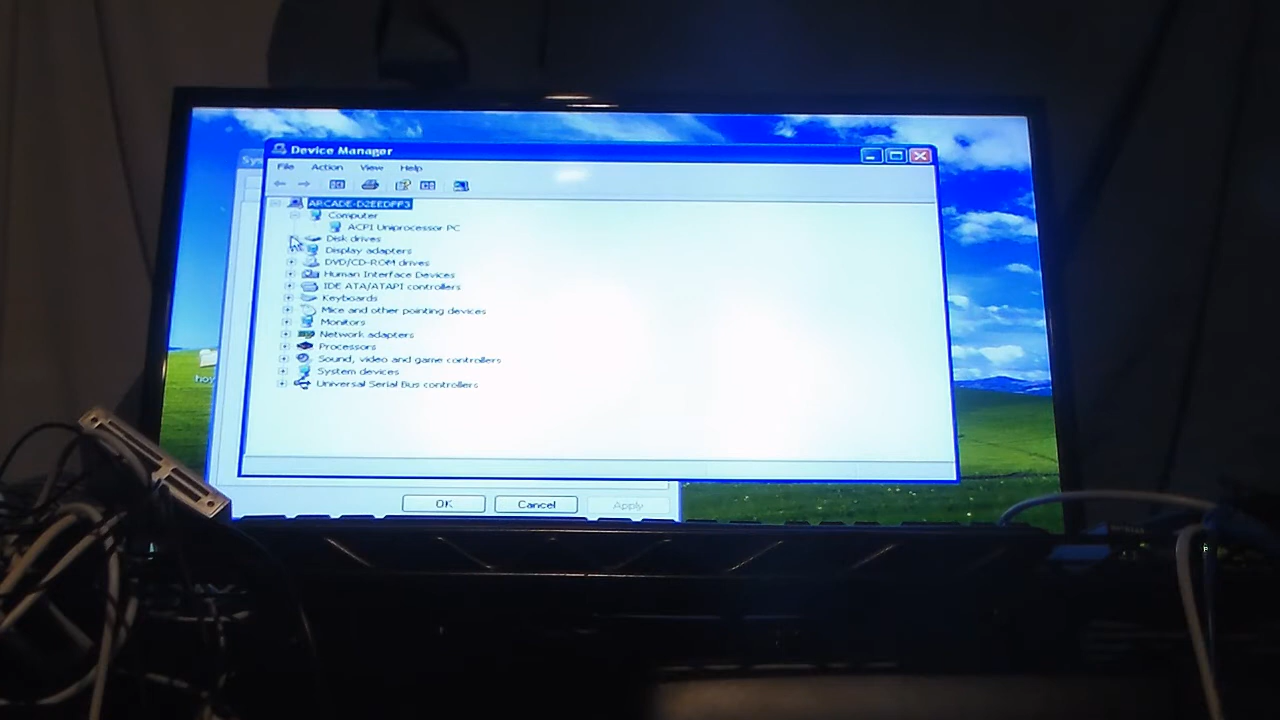 Device Manager
Sys
File Action View Help
ARCADE-D2EEDFF3
Computer
ACPI Uniprocessor PC
Disk drives
Display adapters
DVD/CD-ROM drives
Human Interface Devices
IDE ATA/ATAPI controllers
Keyboards
Mice and other pointing devices
Monitors
Network adapters
Processors
Sound, video and game controllers
System devices
Universal Serial Bus controllers
hoy
OK Cancel Apply